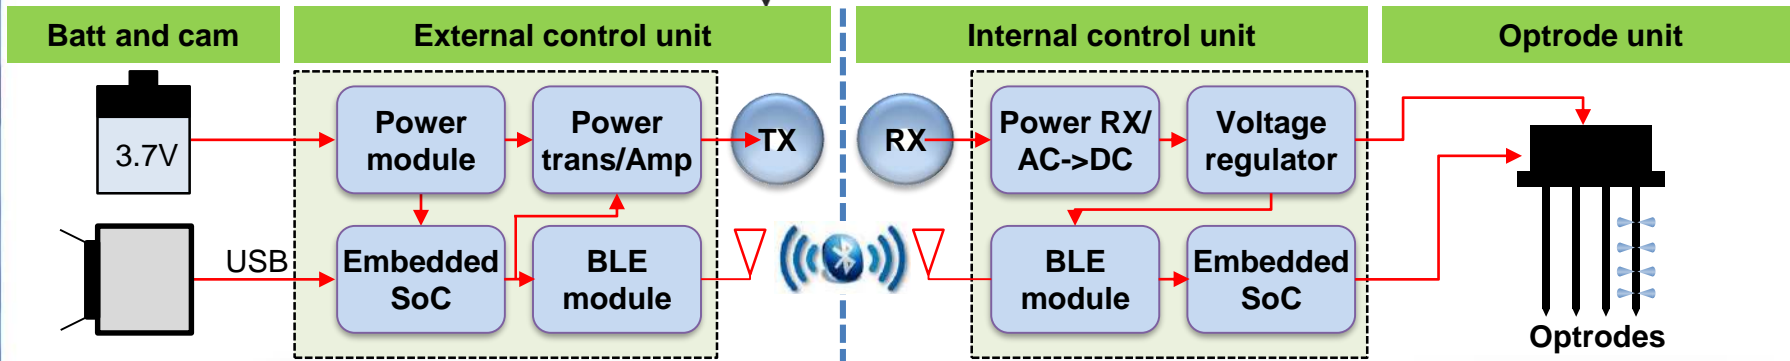 Batt and cam
External control unit
Internal control unit
Optrode unit
3.7V
Power
module
Power
trans/Amp
TX
RX
Power RX/
AC->DC
Voltage
regulator
USB
Embedded
SoC
BLE
module
BLE
module
Embedded
SoC
Optrodes